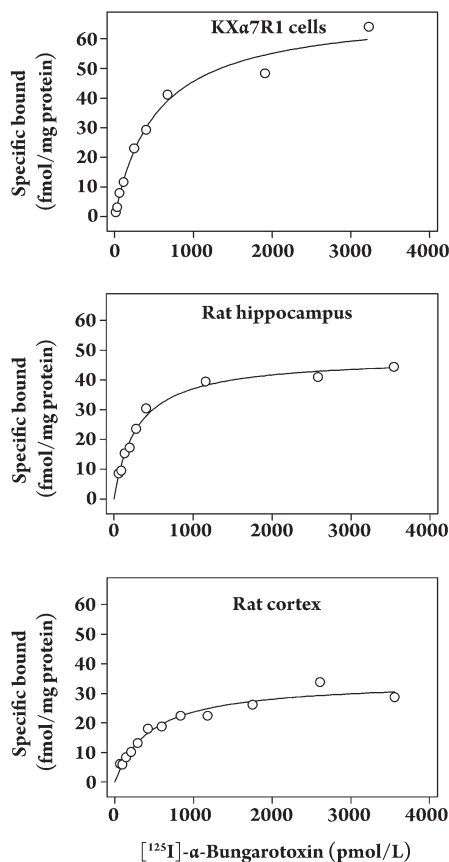 KXα7R1 cells
Specific bound
(fmol/mg protein)
60
50
40
30
20
10
0
0 1000 2000 3000 4000
Rat hippocampus
Specific bound
(fmol/mg protein)
60
50
40
30
20
10
0
0 1000 2000 3000 4000
Rat cortex
Specific bound
(fmol/mg protein)
60
50
40
30
20
10
0
0 1000 2000 3000 4000
[¹²⁵I]-α-Bungarotoxin (pmol/L)